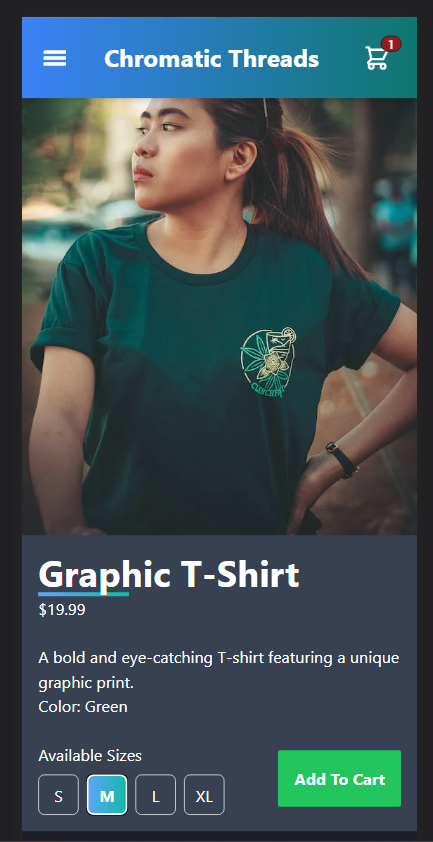 Chromatic Threads
1
Graphic T-Shirt
$19.99
A bold and eye-catching T-shirt featuring a unique
graphic print.
Color: Green
Available Sizes
S M L XL
Add To Cart